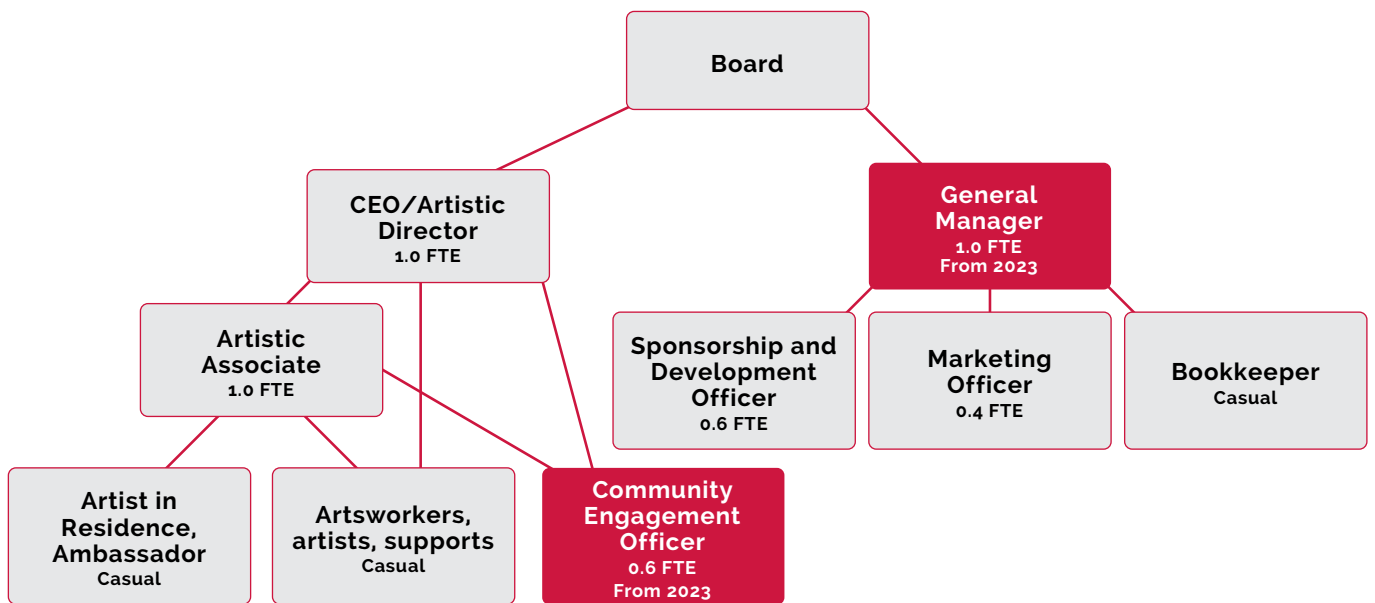 Board
CEO/Artistic
Director
1.0 FTE
General
Manager
1.0 FTE
From 2023
Artistic
Associate
1.0 FTE
Sponsorship and
Development
Officer
0.6 FTE
Marketing
Officer
0.4 FTE
Bookkeeper
Casual
Artist in
Residence,
Ambassador
Casual
Artsworkers,
artists, supports
Casual
Community
Engagement
Officer
0.6 FTE
From 2023